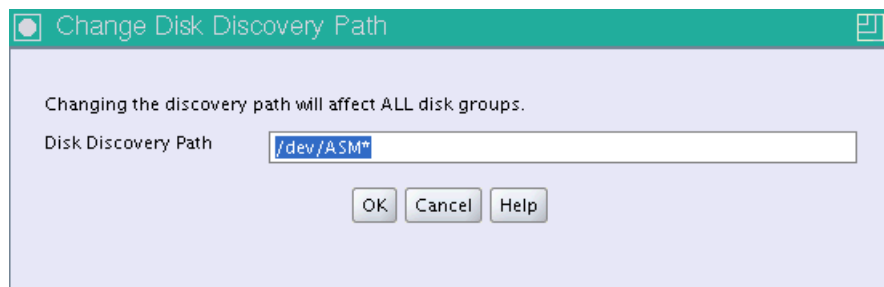 Change Disk Discovery Path
Changing the discovery path will affect ALL disk groups.
Disk Discovery Path /dev/ASM*
OK Cancel Help